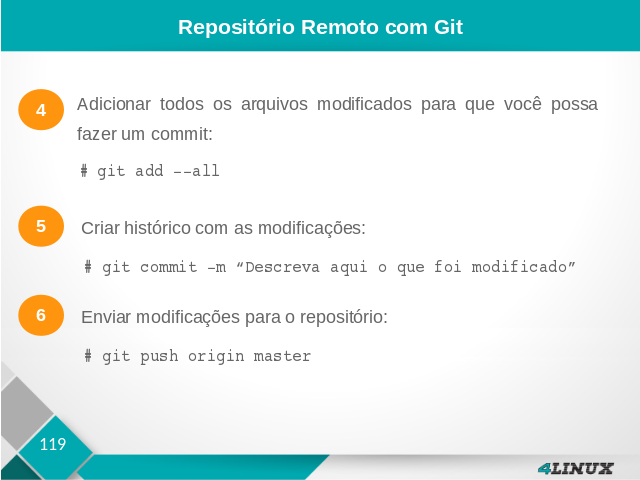 Repositório Remoto com Git
4
Adicionar todos os arquivos modificados para que você possa
fazer um commit:
# git add --all
5
Criar histórico com as modificações:
# git commit -m “Descreva aqui o que foi modificado”
6
Enviar modificações para o repositório:
# git push origin master
119
4LINUX